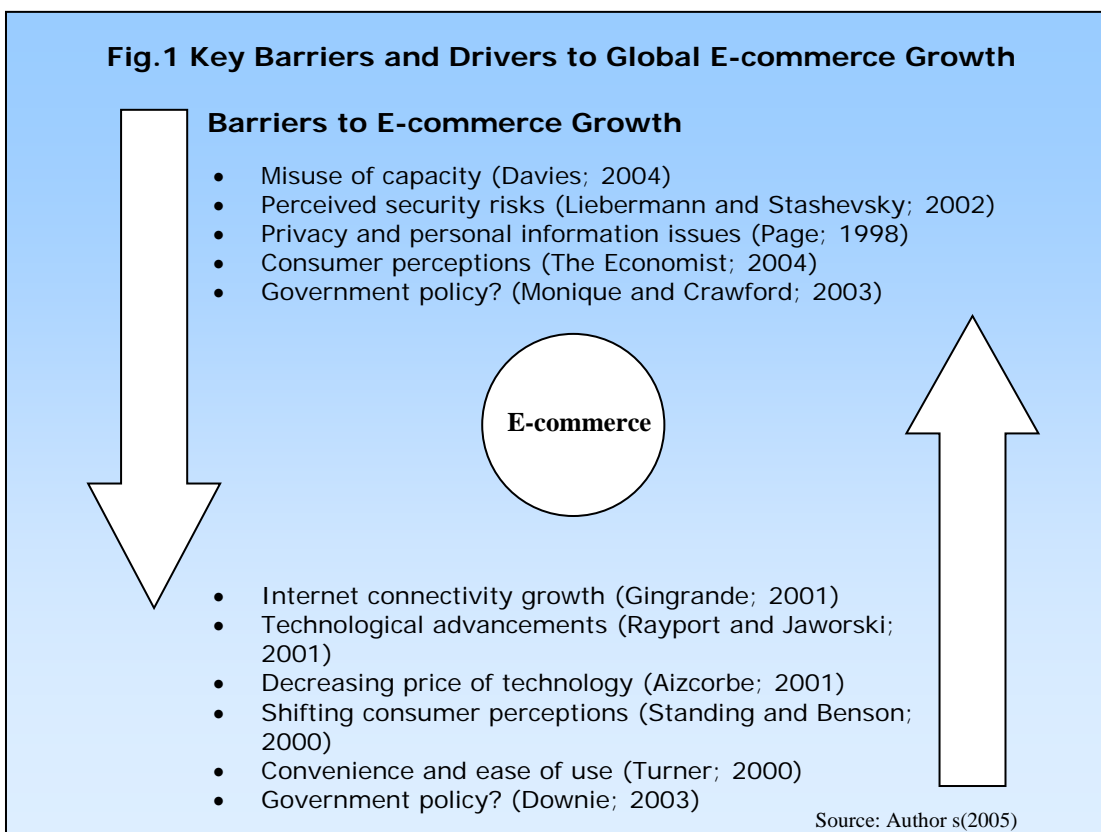 Fig.1 Key Barriers and Drivers to Global E-commerce Growth
Barriers to E-commerce Growth
• Misuse of capacity (Davies; 2004)
• Perceived security risks (Liebermann and Stashevsky; 2002)
• Privacy and personal information issues (Page; 1998)
• Consumer perceptions (The Economist; 2004)
• Government policy? (Monique and Crawford; 2003)
E-commerce
• Internet connectivity growth (Gingrande; 2001)
• Technological advancements (Rayport and Jaworski;
2001)
• Decreasing price of technology (Aizcorbe; 2001)
• Shifting consumer perceptions (Standing and Benson;
2000)
• Convenience and ease of use (Turner; 2000)
• Government policy? (Downie; 2003)
Source: Author s(2005)